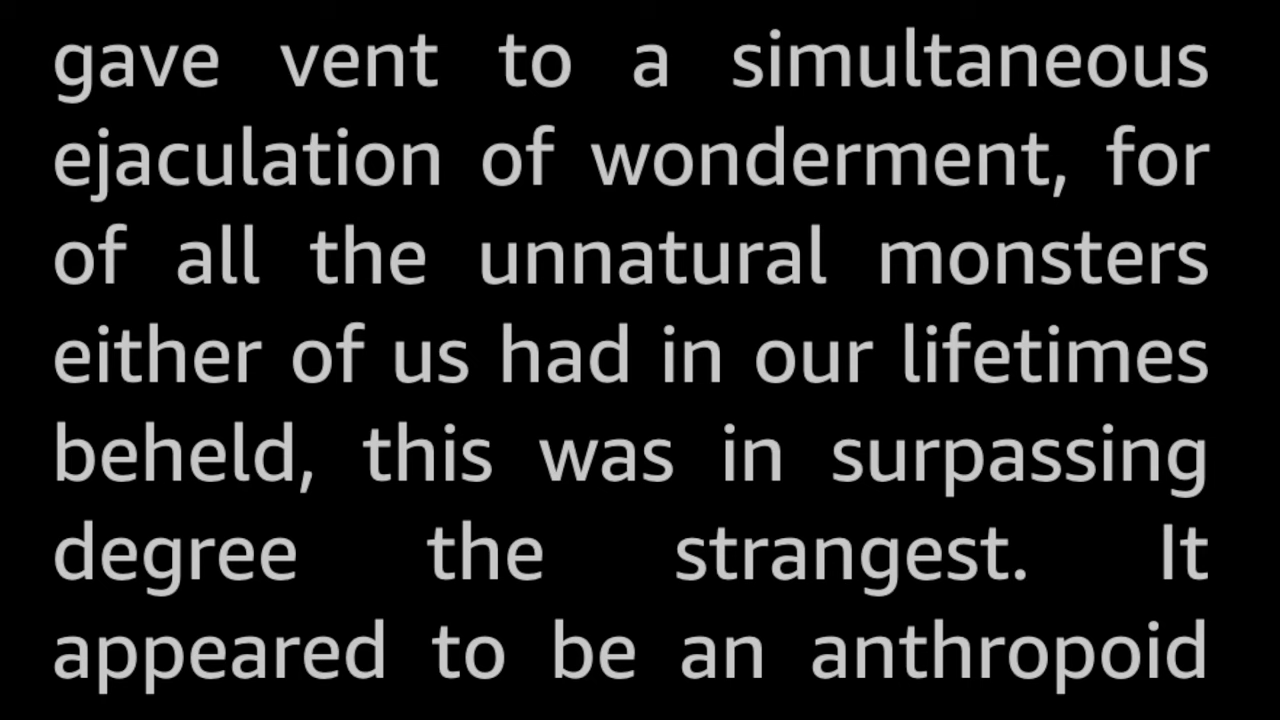 gave vent to a simultaneous
ejaculation of wonderment, for
of all the unnatural monsters
either of us had in our lifetimes
beheld, this was in surpassing
degree the strangest. It
appeared to be an anthropoid